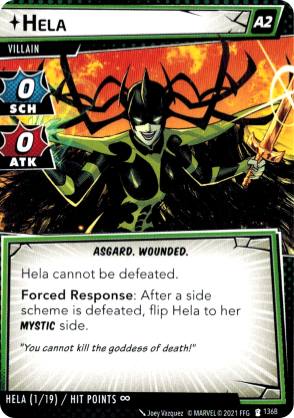 HELA
A2
VILLAIN
0
SCH
0
ATK
ASGARD. WOUNDED.
Hela cannot be defeated.
Forced Response: After a side
scheme is defeated, flip Hela to her
MYSTIC side.
"You cannot kill the goddess of death!"
HELA (1/19) / HIT POINTS ∞
Joey Vazquez © MARVEL © 2021 FFG 1368